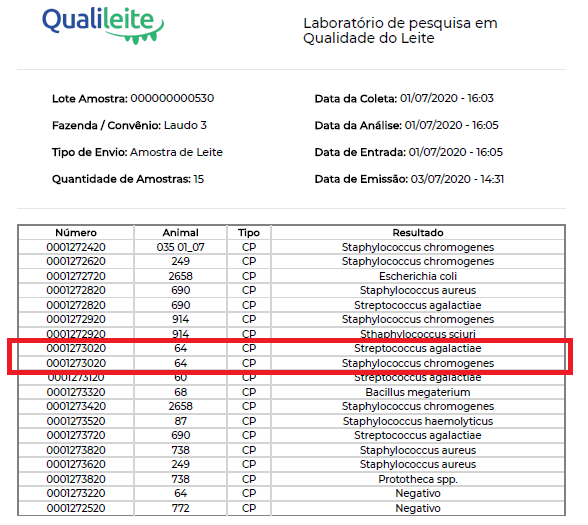 Qualileite
Laboratório de pesquisa em
Qualidade do Leite
Lote Amostra: 000000000530
Data da Coleta: 01/07/2020 - 16:03
Fazenda / Convênio: Laudo 3
Data da Análise: 01/07/2020 - 16:05
Tipo de Envio: Amostra de Leite
Data de Entrada: 01/07/2020 - 16:05
Quantidade de Amostras: 15
Data de Emissão: 03/07/2020 - 14:31
Número Animal Tipo Resultado
0001272420 035 01_07 CP Staphylococcus chromogenes
0001272620 249 CP Staphylococcus chromogenes
0001272720 2658 CP Escherichia coli
0001272820 690 CP Staphylococcus aureus
0001272820 690 CP Streptococcus agalactiae
0001272920 914 CP Staphylococcus chromogenes
0001272920 914 CP Sthaphylococcus sciuri
0001273020 64 CP Streptococcus agalactiae
0001273020 64 CP Staphylococcus chromogenes
0001273120 60 CP Streptococcus agalactiae
0001273320 68 CP Bacillus megaterium
0001273420 2658 CP Staphylococcus chromogenes
0001273520 87 CP Staphylococcus haemolyticus
0001273720 690 CP Streptococcus agalactiae
0001273820 738 CP Staphylococcus aureus
0001273620 249 CP Staphylococcus aureus
0001273820 738 CP Prototheca spp.
0001273220 64 CP Negativo
0001272520 772 CP Negativo